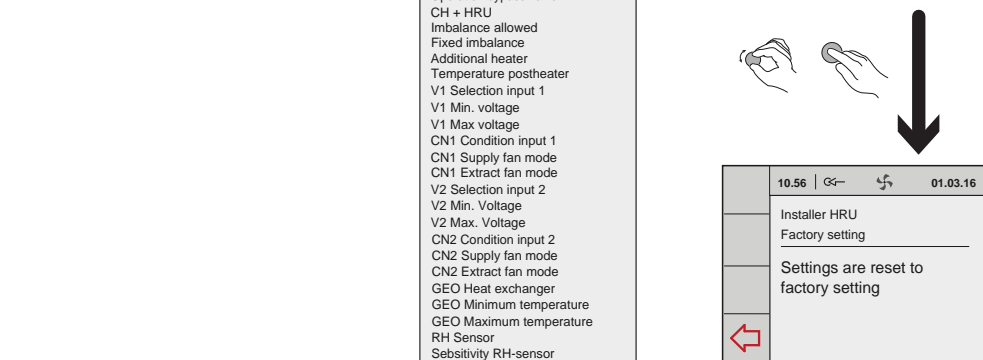 CH + HRU
Imbalance allowed
Fixed imbalance
Additional heater
Temperature postheater
V1 Selection input 1
V1 Min. voltage
V1 Max voltage
CN1 Condition input 1
CN1 Supply fan mode
CN1 Extract fan mode
V2 Selection input 2
V2 Min. Voltage
V2 Max. Voltage
CN2 Condition input 2
CN2 Supply fan mode
CN2 Extract fan mode
GEO Heat exchanger
GEO Minimum temperature
GEO Maximum temperature
RH Sensor
Sebsitivity RH-sensor
10.56 01.03.16
Installer HRU
Factory setting
Settings are reset to
factory setting